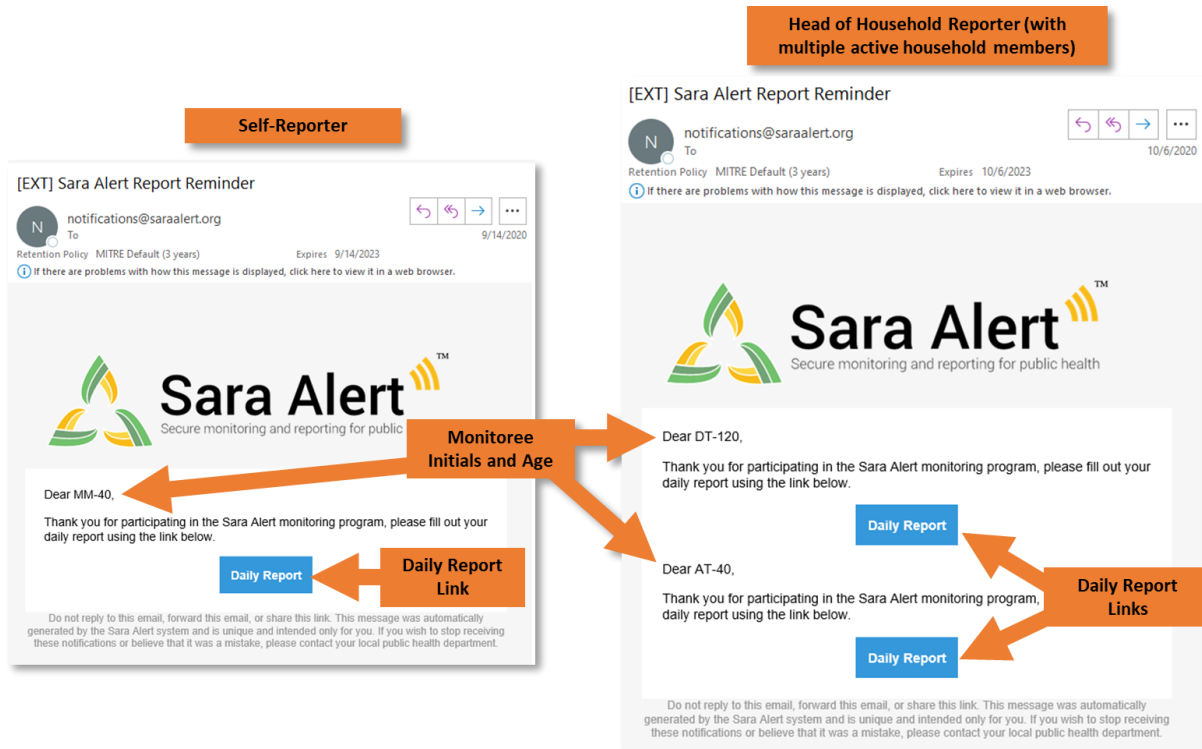 Head of Household Reporter (with
multiple active household members)
Self-Reporter
[EXT] Sara Alert Report Reminder
N
notifications@saraalert.org
To
9/14/2020
Retention Policy MITRE Default (3 years) Expires 9/14/2023
i If there are problems with how this message is displayed, click here to view it in a web browser.
Sara Alert TM
Secure monitoring and reporting for public
Dear MM-40,
Thank you for participating in the Sara Alert monitoring program, please fill out your
daily report using the link below.
Daily Report
Do not reply to this email, forward this email, or share this link. This message was automatically
generated by the Sara Alert system and is unique and intended only for you. If you wish to stop receiving
these notifications or believe that it was a mistake, please contact your local public health department.
Monitoree
Initials and Age
Daily Report
Link
[EXT] Sara Alert Report Reminder
N
notifications@saraalert.org
To
10/6/2020
Retention Policy MITRE Default (3 years) Expires 10/6/2023
i If there are problems with how this message is displayed, click here to view it in a web browser.
Sara Alert TM
Secure monitoring and reporting for public health
Dear DT-120,
Thank you for participating in the Sara Alert monitoring program, please fill out your
daily report using the link below.
Daily Report
Dear AT-40,
Thank you for participating in the Sara Alert monitoring program,
daily report using the link below.
Daily Report
Daily Report
Links
Do not reply to this email, forward this email, or share this link. This message was automatically
generated by the Sara Alert system and is unique and intended only for you. If you wish to stop receiving
these notifications or believe that it was a mistake, please contact your local public health department.